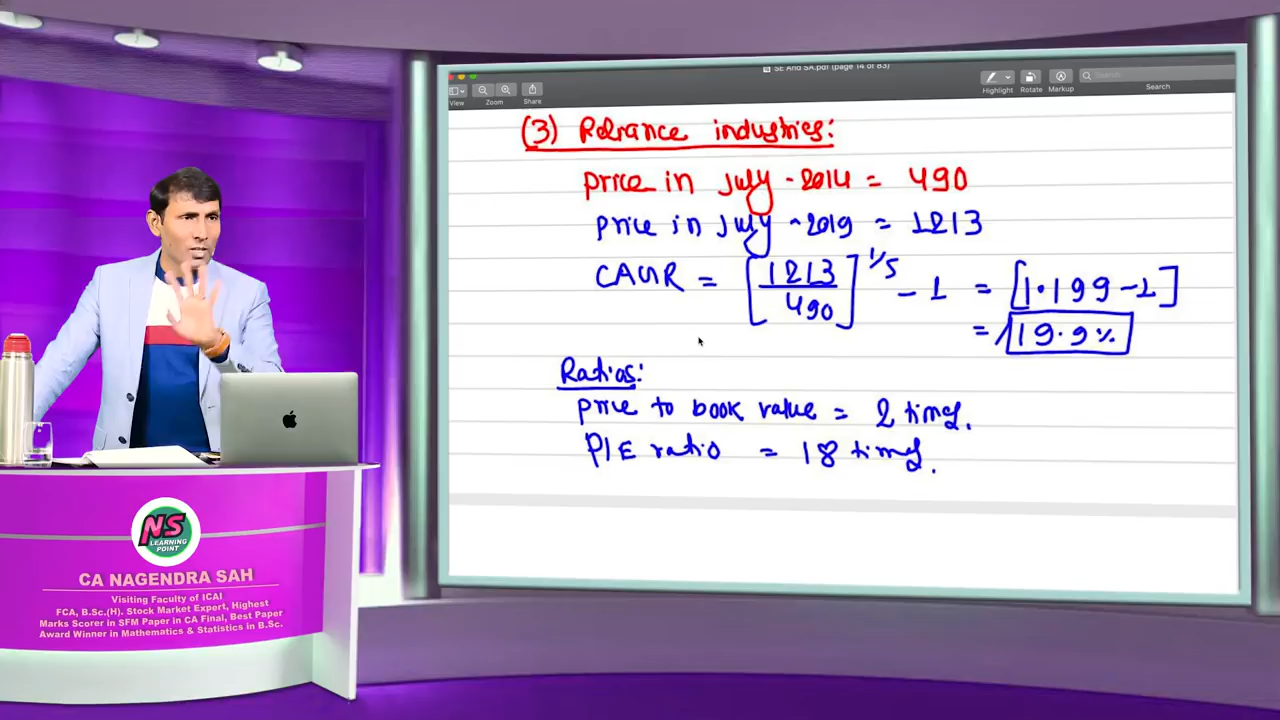 SE And SA.pdf (page 14 of 83)
View Zoom Share Highlight Rotate Markup Search
Search
(3) Reliance industries:
price in july - 2014 = 490
price in july - 2019 = 1213
CAGR = [1213/490]^1/5 - 1 = [1.199 - 1]
= 19.9%
Ratios:
price to book value = 2 times.
P/E ratio = 18 times.
NS
LEARNING
POINT
CA NAGENDRA SAH
Visiting Faculty of ICAI
FCA, B.Sc.(H). Stock Market Expert, Highest
Marks Scorer in SFM Paper in CA Final, Best Paper
Award Winner in Mathematics & Statistics in B.Sc.